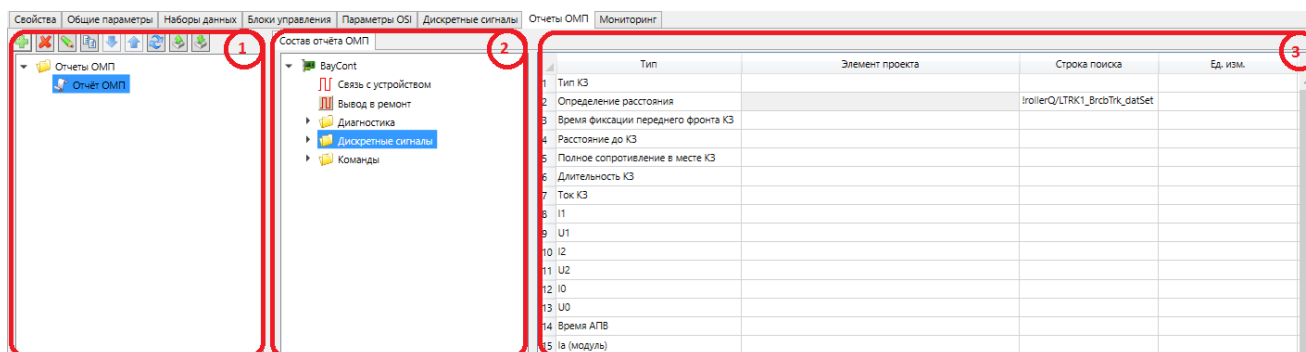 Свойства Общие параметры Наборы данных Блоки управления Параметры OSI Дискретные сигналы Отчеты ОМП Мониторинг
1
Отчеты ОМП
Отчёт ОМП
Состав отчёта ОМП
2
BayCont
Связь с устройством
Вывод в ремонт
Диагностика
Дискретные сигналы
Команды
3
Тип Элемент проекта Строка поиска Ед. изм.
1 Тип КЗ
2 Определение расстояния !rollerQ/LTRK1_BrcbTrk_datSet
3 Время фиксации переднего фронта КЗ
4 Расстояние до КЗ
5 Полное сопротивление в месте КЗ
6 Длительность КЗ
7 Ток КЗ
8 I1
9 U1
10 I2
11 U2
12 I0
13 U0
14 Время АПВ
15 Ia (модуль)